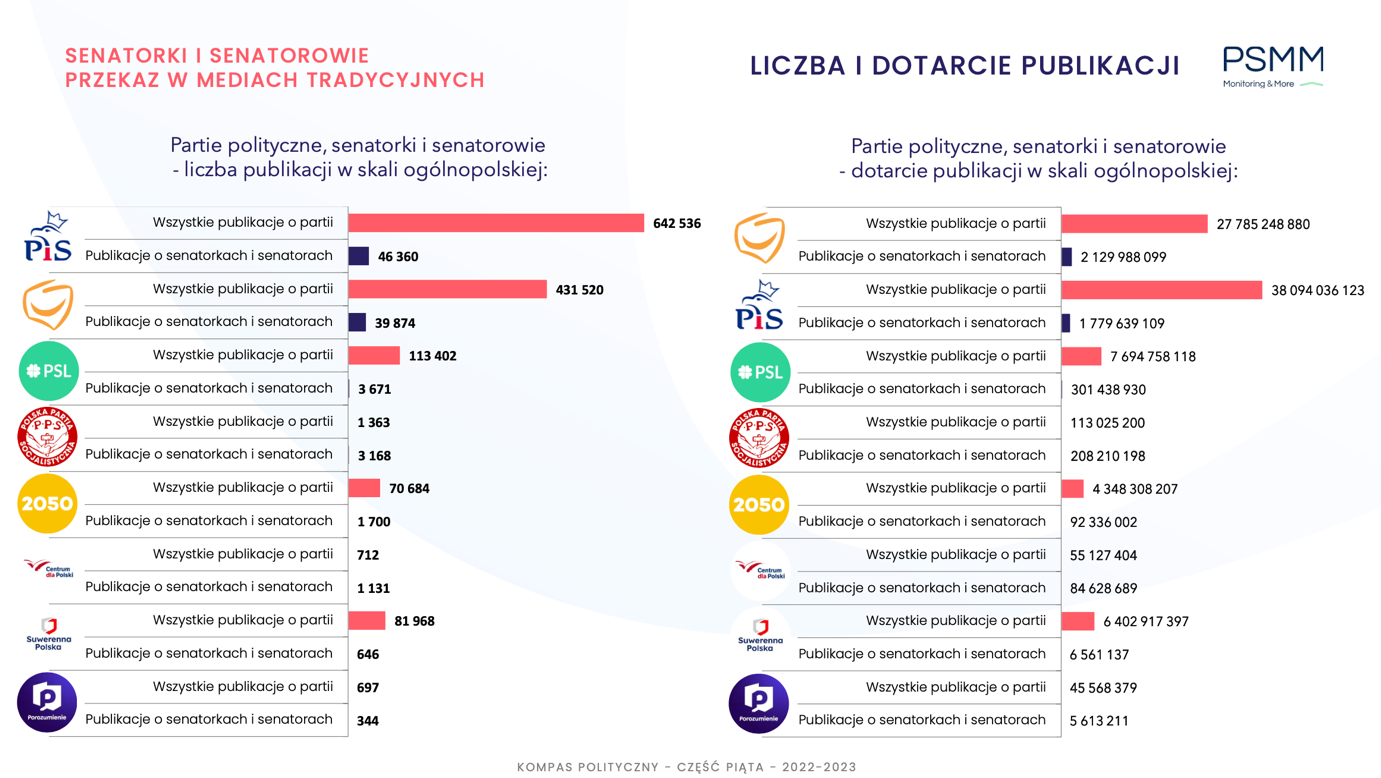 SENATORKI I SENATOROWIE
PRZEKAZ W MEDIACH TRADYCYJNYCH
LICZBA I DOTARCIE PUBLIKACJI
PSMM
Monitoring & More
Partie polityczne, senatorki i senatorowie
- liczba publikacji w skali ogólnopolskiej:
PiS
Wszystkie publikacje o partii 642 536
Publikacje o senatorkach i senatorach 46 360
Wszystkie publikacje o partii 431 520
Publikacje o senatorkach i senatorach 39 874
PSL
Wszystkie publikacje o partii 113 402
Publikacje o senatorkach i senatorach 3 671
POLSKA PARTIA SOCJALISTYCZNA
P·P·S
Wszystkie publikacje o partii 1 363
Publikacje o senatorkach i senatorach 3 168
2050
Wszystkie publikacje o partii 70 684
Publikacje o senatorkach i senatorach 1 700
Centrum
dla Polski
Wszystkie publikacje o partii 712
Publikacje o senatorkach i senatorach 1 131
Suwerenna
Polska
Wszystkie publikacje o partii 81 968
Publikacje o senatorkach i senatorach 646
Porozumienie
Wszystkie publikacje o partii 697
Publikacje o senatorkach i senatorach 344
Partie polityczne, senatorki i senatorowie
- dotarcie publikacji w skali ogólnopolskiej:
Wszystkie publikacje o partii 27 785 248 880
Publikacje o senatorkach i senatorach 2 129 988 099
PiS
Wszystkie publikacje o partii 38 094 036 123
Publikacje o senatorkach i senatorach 1 779 639 109
PSL
Wszystkie publikacje o partii 7 694 758 118
Publikacje o senatorkach i senatorach 301 438 930
POLSKA PARTIA SOCJALISTYCZNA
P·P·S
Wszystkie publikacje o partii 113 025 200
Publikacje o senatorkach i senatorach 208 210 198
2050
Wszystkie publikacje o partii 4 348 308 207
Publikacje o senatorkach i senatorach 92 336 002
Centrum
dla Polski
Wszystkie publikacje o partii 55 127 404
Publikacje o senatorkach i senatorach 84 628 689
Suwerenna
Polska
Wszystkie publikacje o partii 6 402 917 397
Publikacje o senatorkach i senatorach 6 561 137
Porozumienie
Wszystkie publikacje o partii 45 568 379
Publikacje o senatorkach i senatorach 5 613 211
KOMPAS POLITYCZNY - CZĘŚĆ PIĄTA - 2022-2023